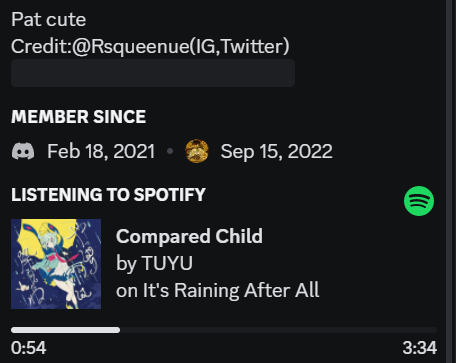 Pat cute
Credit:@Rsqueenue(IG,Twitter)
MEMBER SINCE
Feb 18, 2021 • Sep 15, 2022
LISTENING TO SPOTIFY
Compared Child
by TUYU
on It's Raining After All
0:54 3:34